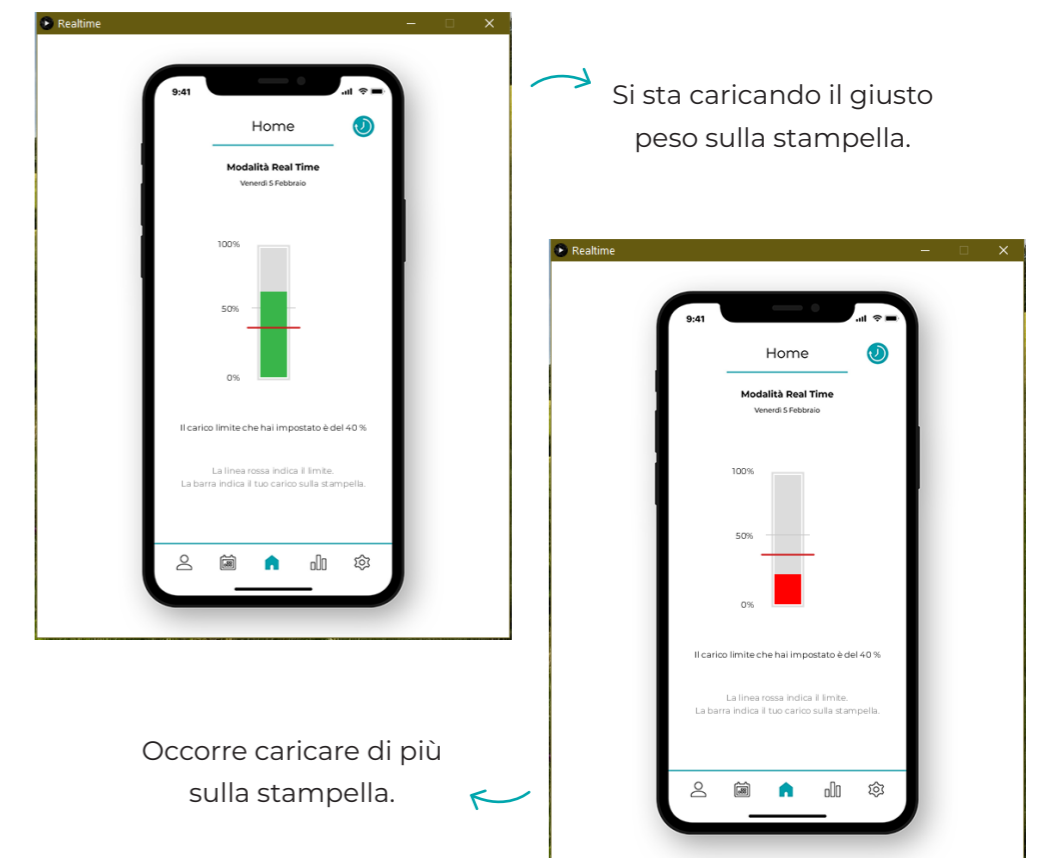 Realtime
9:41
Home
Modalità Real Time
Venerdì 5 Febbraio
100%
50%
0%
Il carico limite che hai impostato è del 40 %
La linea rossa indica il limite.
La barra indica il tuo carico sulla stampella.
Si sta caricando il giusto
peso sulla stampella.
Realtime
9:41
Home
Modalità Real Time
Venerdì 5 Febbraio
100%
50%
0%
Il carico limite che hai impostato è del 40 %
La linea rossa indica il limite.
La barra indica il tuo carico sulla stampella.
Occorre caricare di più
sulla stampella.